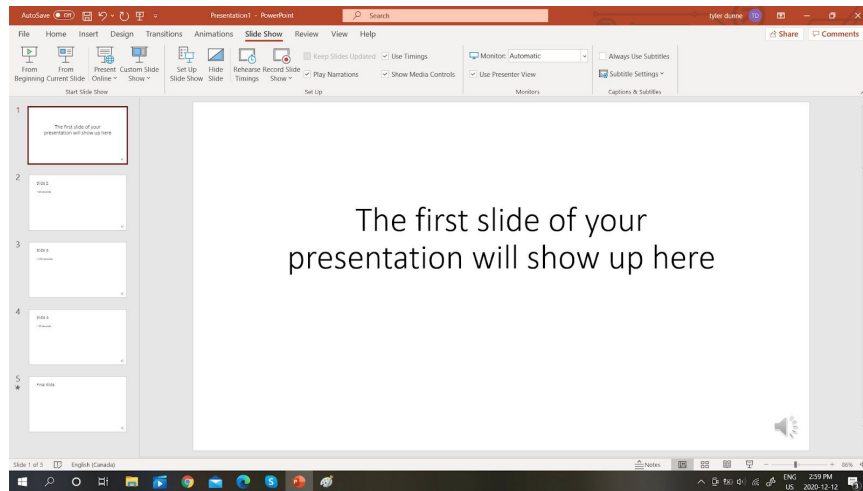 AutoSave Off Presentation1 - PowerPoint Search tyler dunne TD
File Home Insert Design Transitions Animations Slide Show Review View Help Share Comments
From Beginning
From Current Slide
Present Online
Custom Slide Show
Start Slide Show
Set Up Slide Show
Hide Slide
Rehearse Timings
Record Slide Show
Keep Slides Updated
Use Timings
Play Narrations
Show Media Controls
Set Up
Monitor: Automatic
Use Presenter View
Monitors
Always Use Subtitles
Subtitle Settings
Captions & Subtitles
1
The first slide of your
presentation will show up here
2
Slide 2
3
4
5
Final Slide
The first slide of your
presentation will show up here
Slide 1 of 5 English (Canada) Notes 86%
ENG 2:59 PM
US 2020-12-12